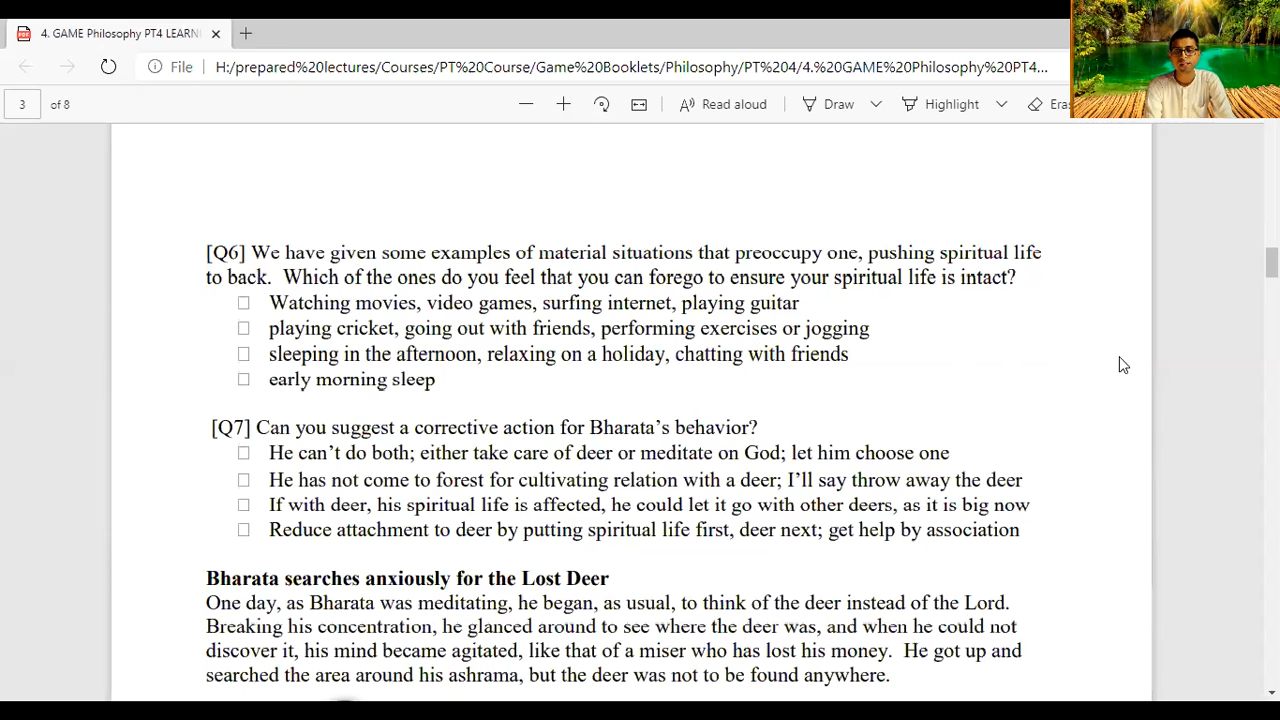 4. GAME Philosophy PT4 LEARNI
File
H:/prepared%20lectures/Courses/PT%20Course/Game%20Booklets/Philosophy/PT%204/4.%20GAME%20Philosophy%20PT4...
3 of 8
Read aloud
Draw
Highlight
Eras
[Q6] We have given some examples of material situations that preoccupy one, pushing spiritual life
to back. Which of the ones do you feel that you can forego to ensure your spiritual life is intact?
Watching movies, video games, surfing internet, playing guitar
playing cricket, going out with friends, performing exercises or jogging
sleeping in the afternoon, relaxing on a holiday, chatting with friends
early morning sleep
[Q7] Can you suggest a corrective action for Bharata's behavior?
He can't do both; either take care of deer or meditate on God; let him choose one
He has not come to forest for cultivating relation with a deer; I'll say throw away the deer
If with deer, his spiritual life is affected, he could let it go with other deers, as it is big now
Reduce attachment to deer by putting spiritual life first, deer next; get help by association
Bharata searches anxiously for the Lost Deer
One day, as Bharata was meditating, he began, as usual, to think of the deer instead of the Lord.
Breaking his concentration, he glanced around to see where the deer was, and when he could not
discover it, his mind became agitated, like that of a miser who has lost his money. He got up and
searched the area around his ashrama, but the deer was not to be found anywhere.